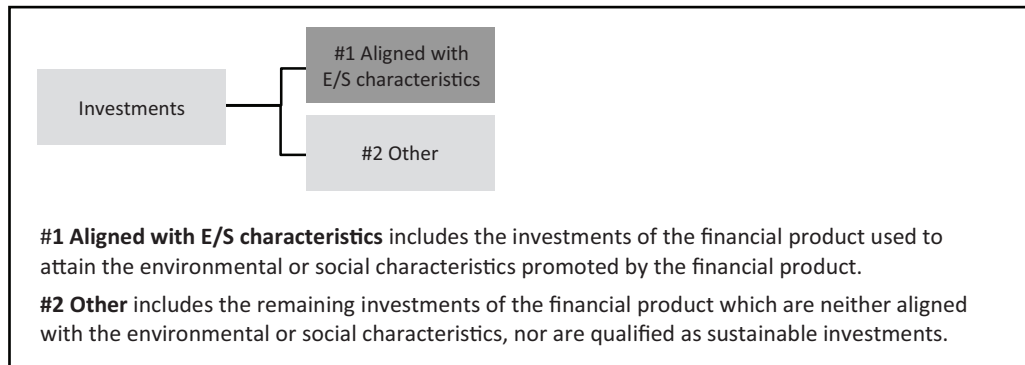 #1 Aligned with
E/S characteristics
Investments
#2 Other
#1 Aligned with E/S characteristics includes the investments of the financial product used to
attain the environmental or social characteristics promoted by the financial product.
#2 Other includes the remaining investments of the financial product which are neither aligned
with the environmental or social characteristics, nor are qualified as sustainable investments.